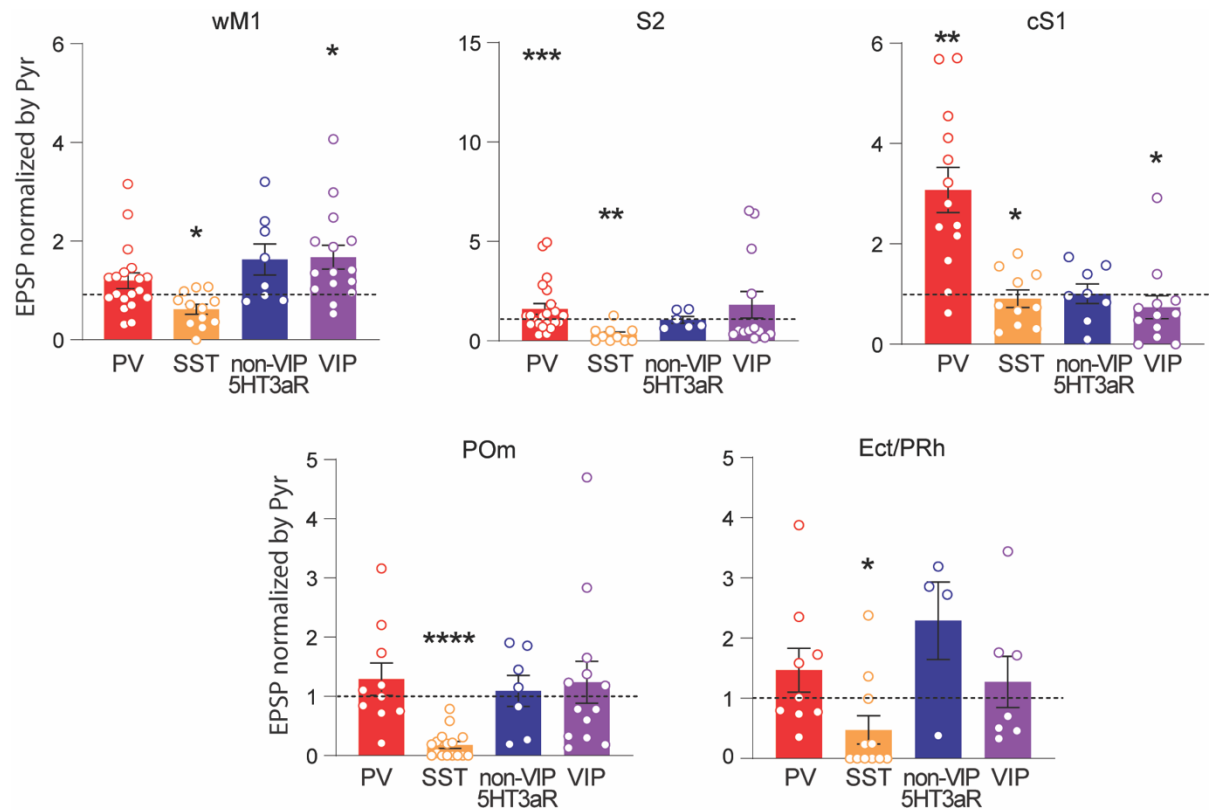 wM1
EPSP normalized by Pyr
6
4
2
0
*
*
PV SST non-VIP VIP
5HT3aR
S2
15
10
5
0
***
**
PV SST non-VIP VIP
5HT3aR
cS1
6
4
2
0
**
*
*
PV SST non-VIP VIP
5HT3aR
POm
EPSP normalized by Pyr
5
4
3
2
1
0
****
PV SST non-VIP VIP
5HT3aR
Ect/PRh
5
4
3
2
1
0
*
PV SST non-VIP VIP
5HT3aR